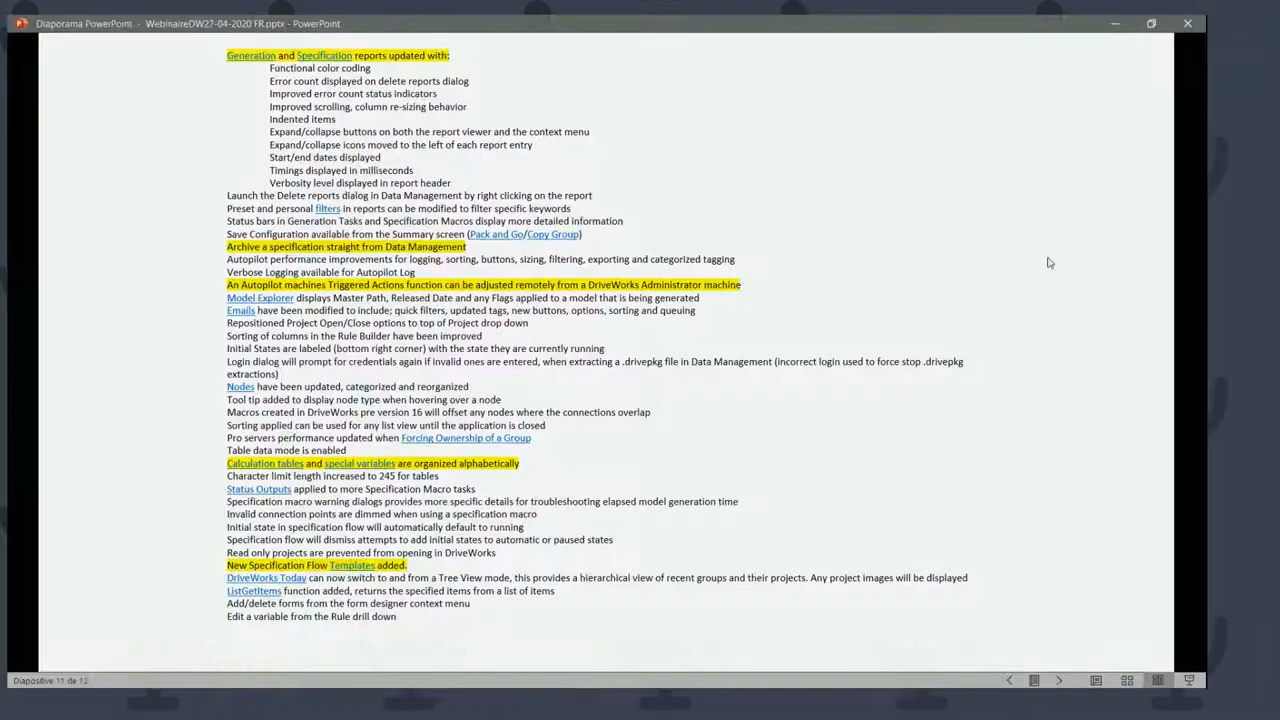 Diaporama PowerPoint - WebinaireDW27-04-2020 FR.pptx - PowerPoint
Generation and Specification reports updated with:
Functional color coding
Error count displayed on delete reports dialog
Improved error count status indicators
Improved scrolling, column re-sizing behavior
Indented items
Expand/collapse buttons on both the report viewer and the context menu
Expand/collapse icons moved to the left of each report entry
Start/end dates displayed
Timings displayed in milliseconds
Verbosity level displayed in report header
Launch the Delete reports dialog in Data Management by right clicking on the report
Preset and personal filters in reports can be modified to filter specific keywords
Status bars in Generation Tasks and Specification Macros display more detailed information
Save Configuration available from the Summary screen (Pack and Go/Copy Group)
Archive a specification straight from Data Management
Autopilot performance improvements for logging, sorting, buttons, sizing, filtering, exporting and categorized tagging
Verbose Logging available for Autopilot Log
An Autopilot machines Triggered Actions function can be adjusted remotely from a DriveWorks Administrator machine
Model Explorer displays Master Path, Released Date and any Flags applied to a model that is being generated
Emails have been modified to include; quick filters, updated tags, new buttons, options, sorting and queuing
Repositioned Project Open/Close options to top of Project drop down
Sorting of columns in the Rule Builder have been improved
Initial States are labeled (bottom right corner) with the state they are currently running
Login dialog will prompt for credentials again if invalid ones are entered, when extracting a .drivepkg file in Data Management (incorrect login used to force stop .drivepkg
extractions)
Nodes have been updated, categorized and reorganized
Tool tip added to display node type when hovering over a node
Macros created in DriveWorks pre version 16 will offset any nodes where the connections overlap
Sorting applied can be used for any list view until the application is closed
Pro servers performance updated when Forcing Ownership of a Group
Table data mode is enabled
Calculation tables and special variables are organized alphabetically
Character limit length increased to 245 for tables
Status Outputs applied to more Specification Macro tasks
Specification macro warning dialogs provides more specific details for troubleshooting elapsed model generation time
Invalid connection points are dimmed when using a specification macro
Initial state in specification flow will automatically default to running
Specification flow will dismiss attempts to add initial states to automatic or paused states
Read only projects are prevented from opening in DriveWorks
New Specification Flow Templates added.
DriveWorks Today can now switch to and from a Tree View mode, this provides a hierarchical view of recent groups and their projects. Any project images will be displayed
ListGetItems function added, returns the specified items from a list of items
Add/delete forms from the form designer context menu
Edit a variable from the Rule drill down
Diapositive 11 de 12